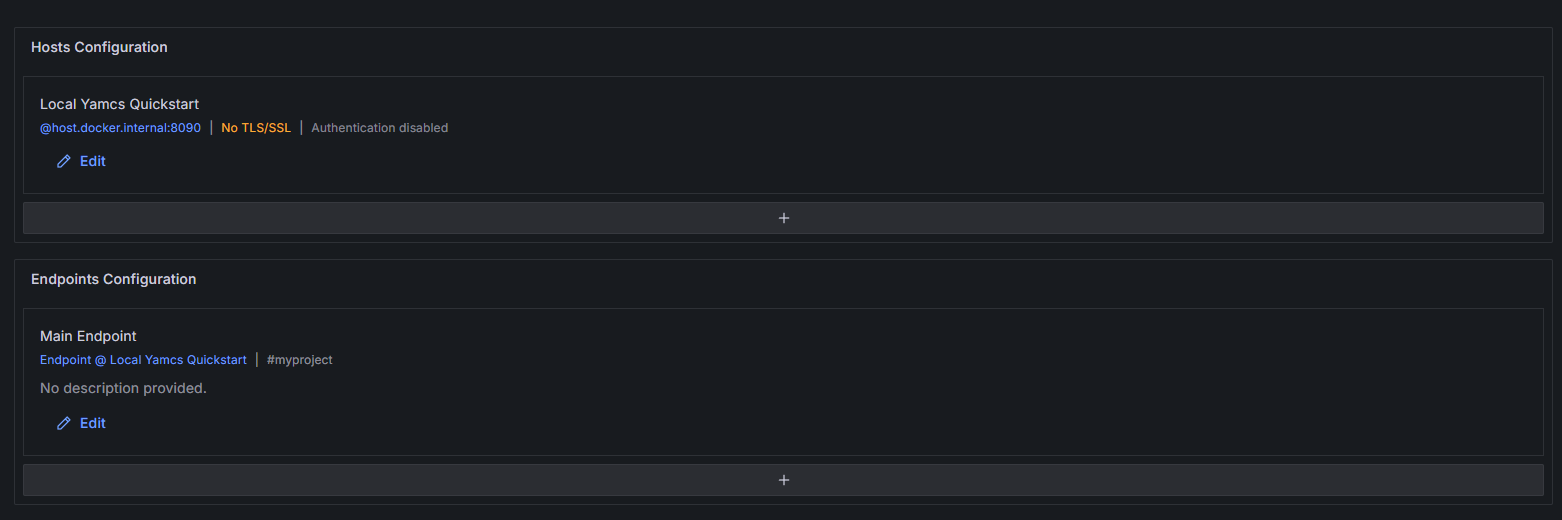 Hosts Configuration
Local Yamcs Quickstart
@host.docker.internal:8090 | No TLS/SSL | Authentication disabled
Edit
+
Endpoints Configuration
Main Endpoint
Endpoint @ Local Yamcs Quickstart | #myproject
No description provided.
Edit
+